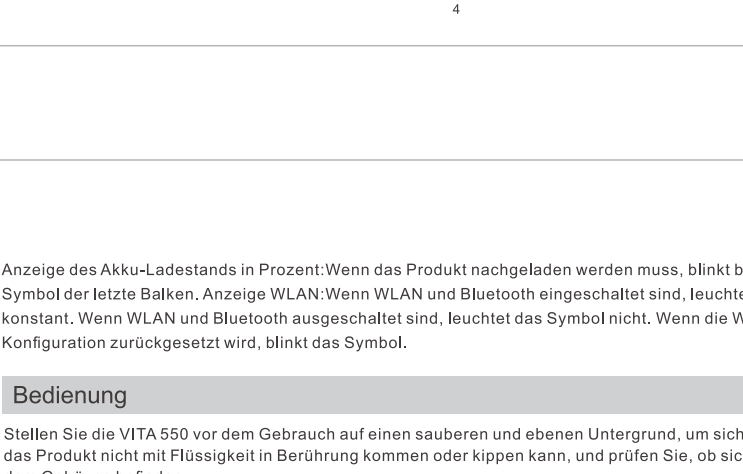 4
Anzeige des Akku-Ladestands in Prozent:Wenn das Produkt nachgeladen werden muss, blinkt
Symbol der letzte Balken. Anzeige WLAN:Wenn WLAN und Bluetooth eingeschaltet sind,
konstant. Wenn WLAN und Bluetooth ausgeschaltet sind, leuchtet das Symbol nicht. Wenn die
Konfiguration zurückgesetzt wird, blinkt das Symbol.
Bedienung
Stellen Sie die VITA 550 vor dem Gebrauch auf einen sauberen und ebenen Untergrund, um
das Produkt nicht mit Flüssigkeit in Berührung kommen oder kippen kann, und prüfen Sie, ob